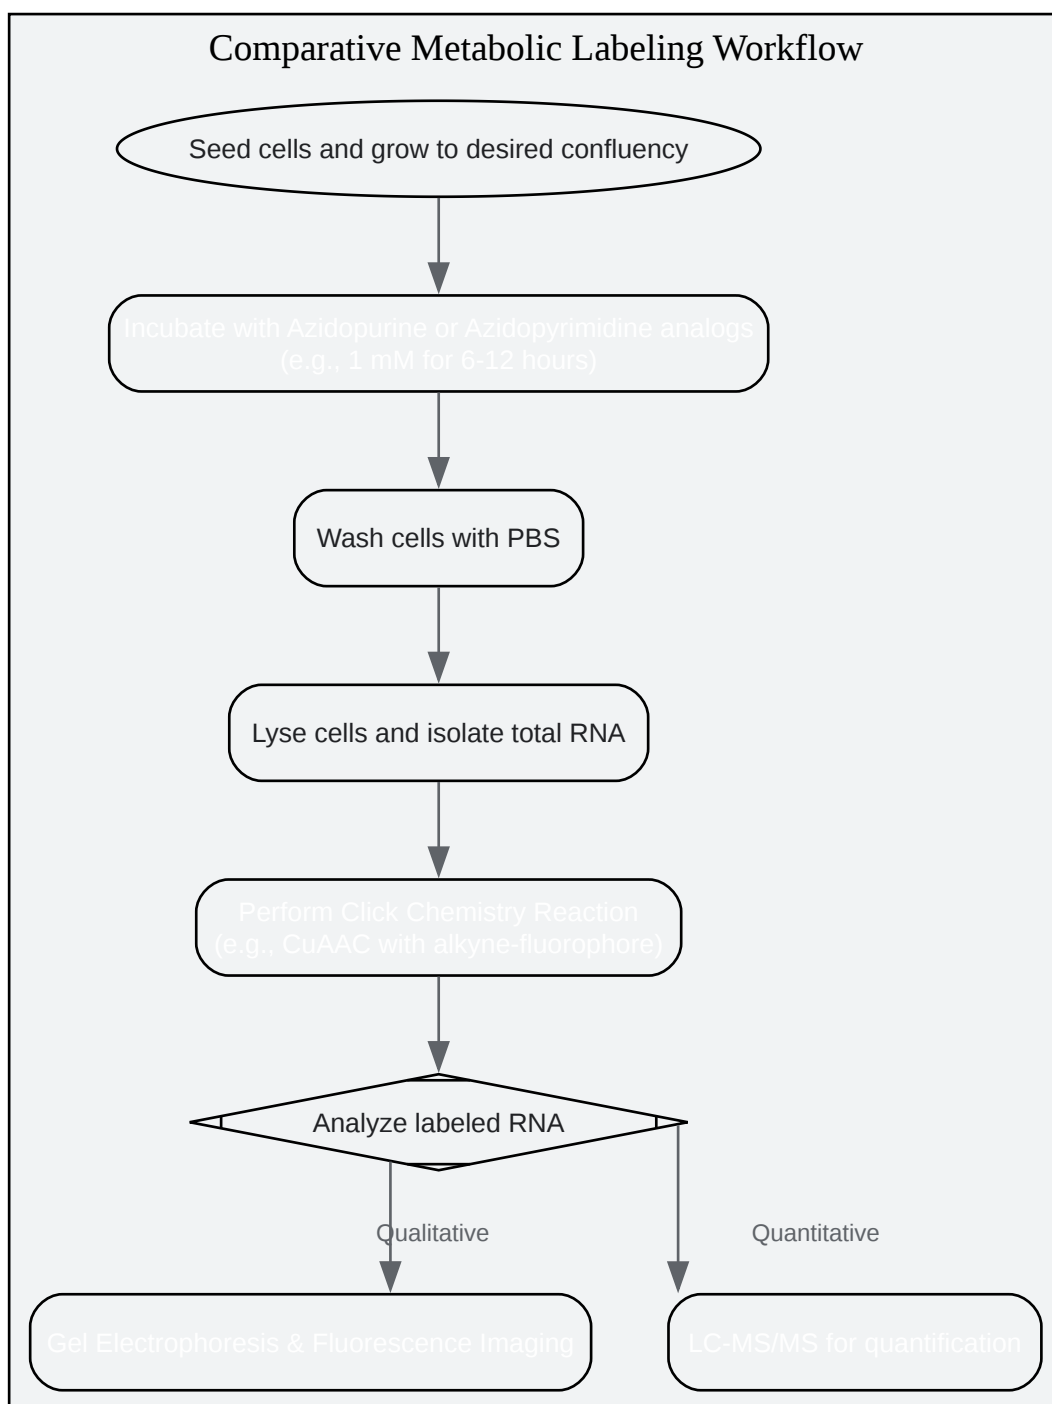 Comparative Metabolic Labeling Workflow
Seed cells and grow to desired confluency
Incubate with Azidopurine or Azidopyrimidine analogs
(e.g., 1 mM for 6-12 hours)
Wash cells with PBS
Lyse cells and isolate total RNA
Perform Click Chemistry Reaction
(e.g., CuAAC with alkyne-fluorophore)
Analyze labeled RNA
Qualitative
Quantitative
Gel Electrophoresis & Fluorescence Imaging
LC-MS/MS for quantification